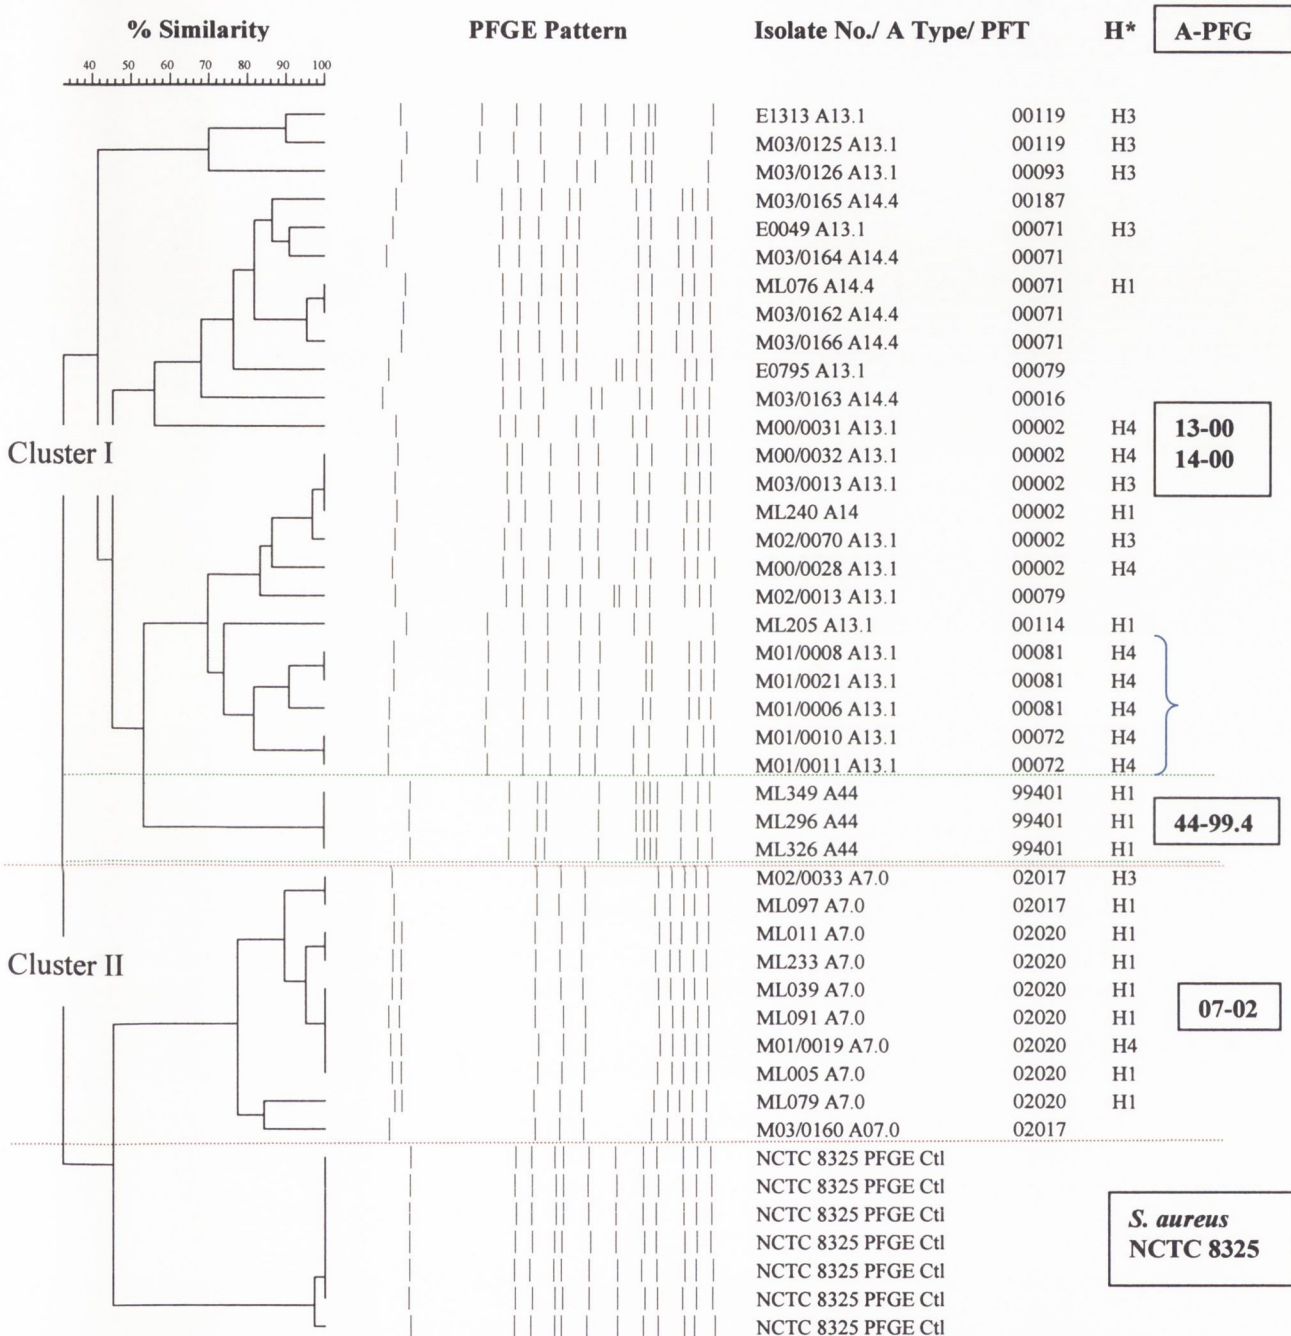 % Similarity PFGE Pattern Isolate No./ A Type/ PFT H* A-PFG
40 50 60 70 80 90 100
E1313 A13.1 00119 H3
M03/0125 A13.1 00119 H3
M03/0126 A13.1 00093 H3
M03/0165 A14.4 00187
E0049 A13.1 00071 H3
M03/0164 A14.4 00071
ML076 A14.4 00071 H1
M03/0162 A14.4 00071
M03/0166 A14.4 00071
E0795 A13.1 00079
M03/0163 A14.4 00016
M00/0031 A13.1 00002 H4 13-00
Cluster I
M00/0032 A13.1 00002 H4 14-00
M03/0013 A13.1 00002 H3
ML240 A14 00002 H1
M02/0070 A13.1 00002 H3
M00/0028 A13.1 00002 H4
M02/0013 A13.1 00079
ML205 A13.1 00114 H1
M01/0008 A13.1 00081 H4
M01/0021 A13.1 00081 H4
M01/0006 A13.1 00081 H4
M01/0010 A13.1 00072 H4
M01/0011 A13.1 00072 H4
ML349 A44 99401 H1
ML296 A44 99401 H1 44-99.4
ML326 A44 99401 H1
M02/0033 A7.0 02017 H3
ML097 A7.0 02017 H1
ML011 A7.0 02020 H1
Cluster II ML233 A7.0 02020 H1
ML039 A7.0 02020 H1
ML091 A7.0 02020 H1 07-02
M01/0019 A7.0 02020 H4
ML005 A7.0 02020 H1
ML079 A7.0 02020 H1
M03/0160 A07.0 02017
NCTC 8325 PFGE Ctl
NCTC 8325 PFGE Ctl
NCTC 8325 PFGE Ctl S. aureus
NCTC 8325 PFGE Ctl NCTC 8325
NCTC 8325 PFGE Ctl
NCTC 8325 PFGE Ctl
NCTC 8325 PFGE Ctl